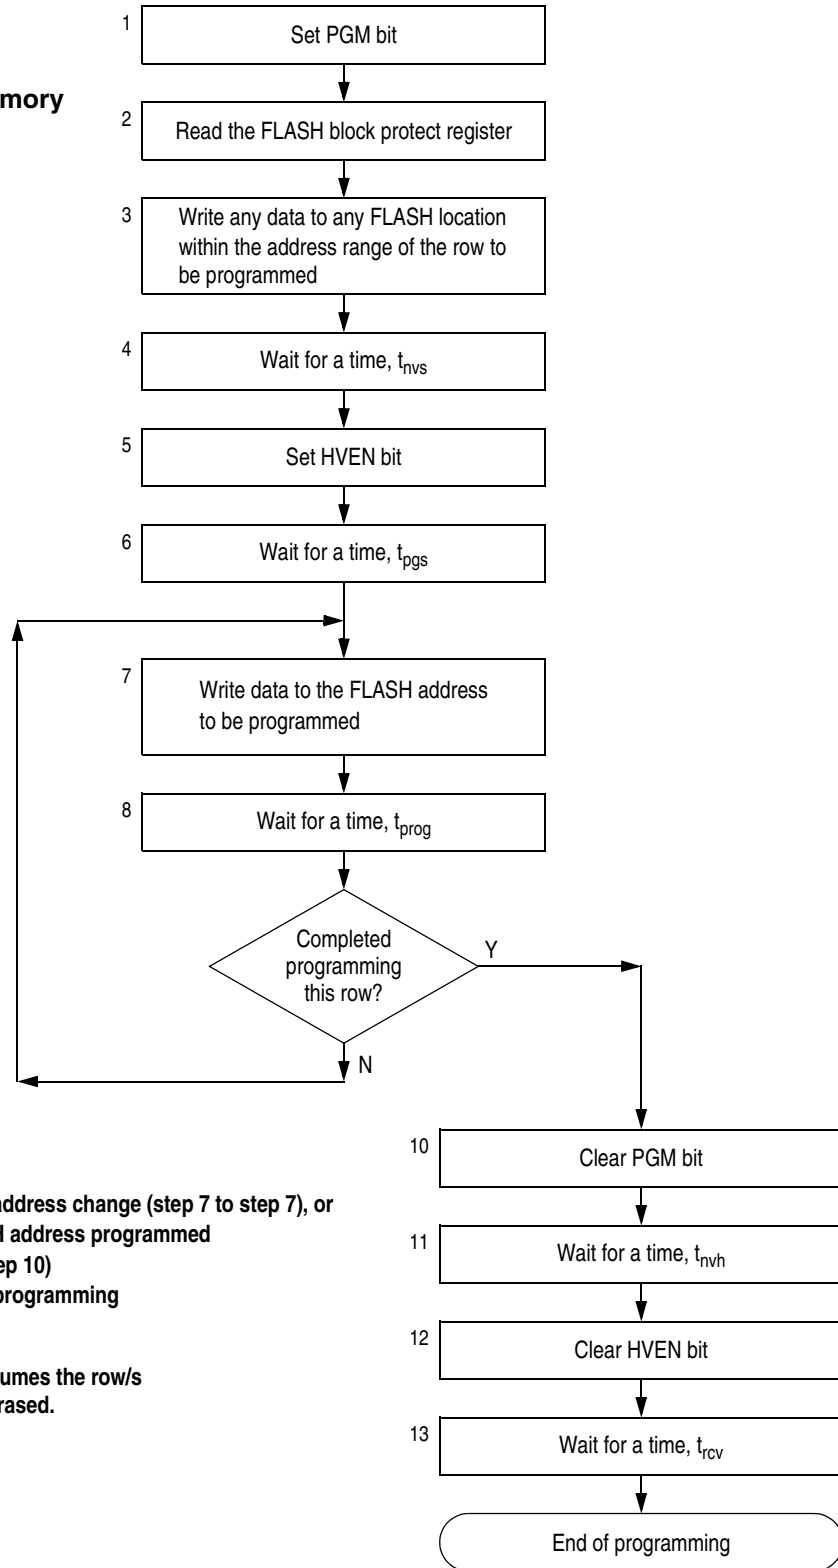 mory
1
Set PGM bit
2
Read the FLASH block protect register
3
Write any data to any FLASH location
within the address range of the row to
be programmed
4
Wait for a time, tnvs
5
Set HVEN bit
6
Wait for a time, tpgs
7
Write data to the FLASH address
to be programmed
8
Wait for a time, tprog
Completed
programming
this row?
Y
N
10
Clear PGM bit
11
Wait for a time, tnvh
12
Clear HVEN bit
13
Wait for a time, trcv
End of programming
address change (step 7 to step 7), or
H address programmed
ep 10)
programming
umes the row/s
rased.